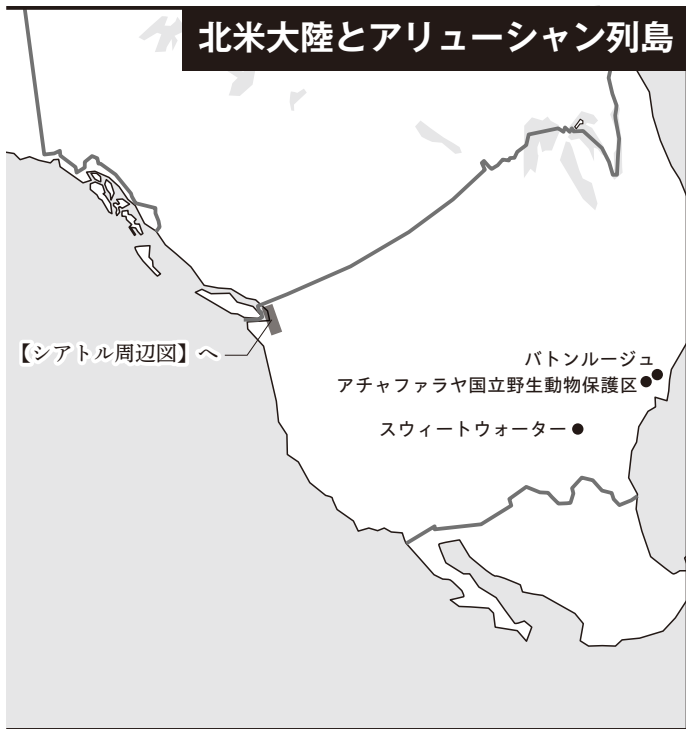 北米大陸とアリューシャン列島
【シアトル周辺図】へ
バトンルージュ
アチャファラヤ国立野生動物保護区
スウィートウォーター